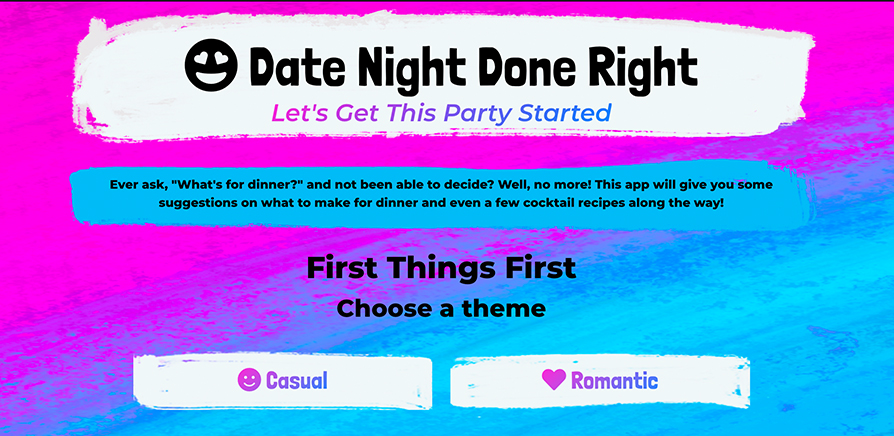 Date Night Done Right
Let's Get This Party Started
Ever ask, "What's for dinner?" and not been able to decide? Well, no more! This app will give you some
suggestions on what to make for dinner and even a few cocktail recipes along the way!
First Things First
Choose a theme
Casual
Romantic